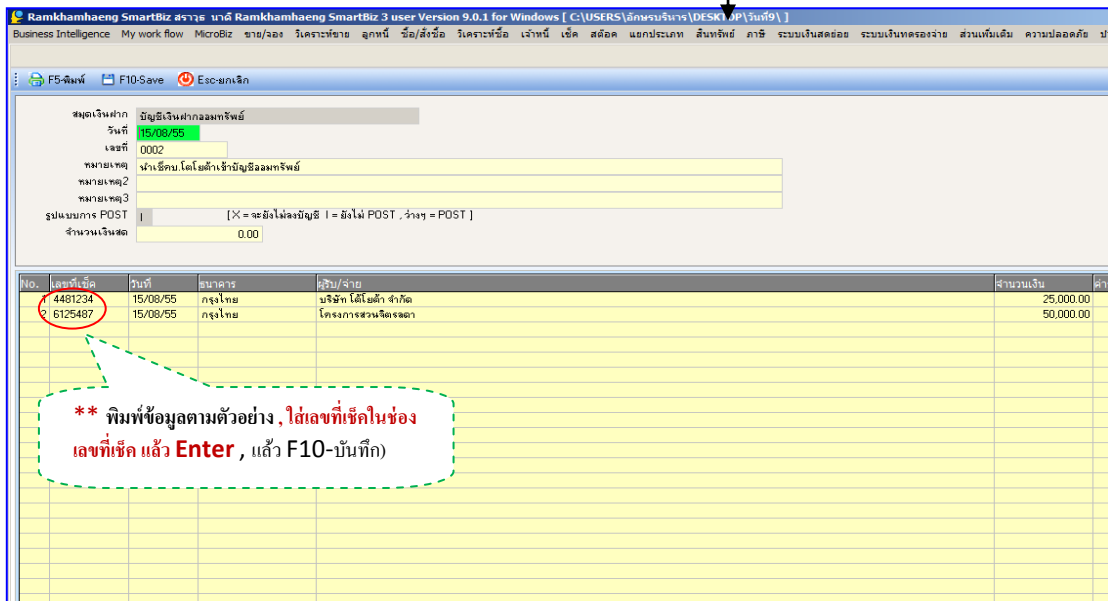 Ramkhamhaeng SmartBiz สราวุธ นาดี Ramkhamhaeng SmartBiz 3 user Version 9.0.1 for Windows [ C:\USERS\อักษรบริหาร\DESKTOP\วันที่9\ ]
Business Intelligence My work flow MicroBiz ขาย/จอง วิเคราะห์ขาย ลูกหนี้ ซื้อ/สั่งซื้อ วิเคราะห์ซื้อ เจ้าหนี้ เช็ค สต๊อค แยกประเภท สินทรัพย์ ภาษี ระบบเงินสดย่อย ระบบเงินทดรองจ่าย ส่วนเพิ่มเติม ความปลอดภัย
F5-พิมพ์ F10-Save Esc-ยกเลิก
สมุดเงินฝาก บัญชีเงินฝากออมทรัพย์
วันที่ 15/08/55
เลขที่ 0002
หมายเหตุ นำเช็คบ.โตโยต้าเข้าบัญชีออมทรัพย์
หมายเหตุ2
หมายเหตุ3
รูปแบบการ POST I [ X = จะยังไม่ลงบัญชี I = ยังไม่ POST , ว่างๆ = POST ]
จำนวนเงินสด 0.00
No. เลขที่เช็ค วันที่ ธนาคาร ผู้รับ/จ่าย จำนวนเงิน
1 4481234 15/08/55 กรุงไทย บริษัท โต้โยต้า จำกัด 25,000.00
2 6125487 15/08/55 กรุงไทย โครงการสวนจิตรลดา 50,000.00
** พิมพ์ข้อมูลตามตัวอย่าง , ใส่เลขที่เช็คในช่อง
เลขที่เช็ค แล้ว Enter , แล้ว F10-บันทึก)